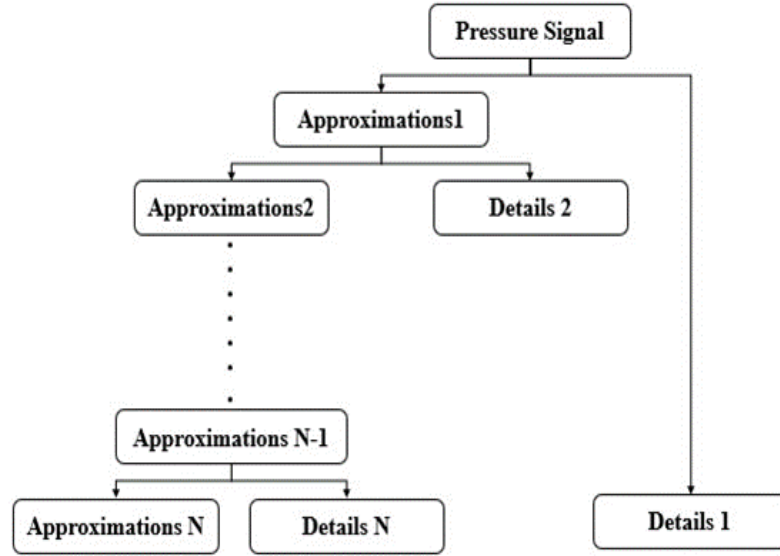 Pressure Signal
Approximations1
Approximations2
Details 2
Approximations N-1
Approximations N
Details N
Details 1